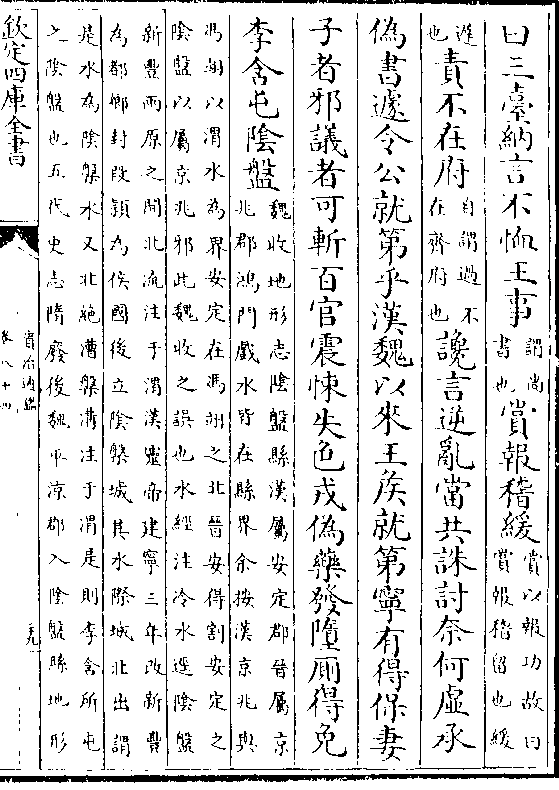 曰三臺納言不恤王事謂尚書也賞報稽緩賞以報功故曰賞報稽留也緩
遲也責不在府自謂過不在齊府也讒言逆亂當共誅討奈何虛承
偽書遽令公就第乎漢魏以來王侯就第寧有得保妻
子者邪議者可斬百官震悚失色戎偽藥發墮廁得免
李含屯陰盤魏收地形志陰盤縣漢屬安定郡晉屬京兆郡鴻門戲水皆在縣界余按漢京兆與
馮翊以渭水為界安定在馮翊之北晉安得割安定之
陰盤以屬京兆邪此魏收之誤也水經注冷水逕陰盤
新豐兩原之間北流注于渭漢靈帝建寧三年改新豐
為都鄉封段熲為侯國後立陰槃城其水際城北出謂
是水為陰槃水又北絶漕槃溝注于渭是則李含所屯
之陰盤也五代史志隋廢後魏平涼郡入陰盤縣地形
欽定四庫全書
資治通鑑
卷八十四